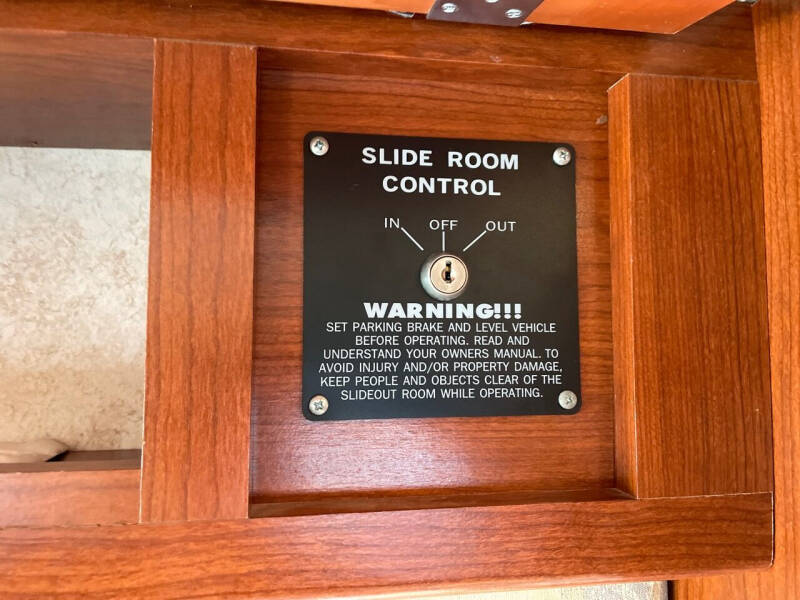 SLIDE ROOM
CONTROL
IN OFF OUT
WARNING!!!
SET PARKING BRAKE AND LEVEL VEHICLE
BEFORE OPERATING. READ AND
UNDERSTAND YOUR OWNERS MANUAL. TO
AVOID INJURY AND/OR PROPERTY DAMAGE,
KEEP PEOPLE AND OBJECTS CLEAR OF THE
SLIDEOUT ROOM WHILE OPERATING.